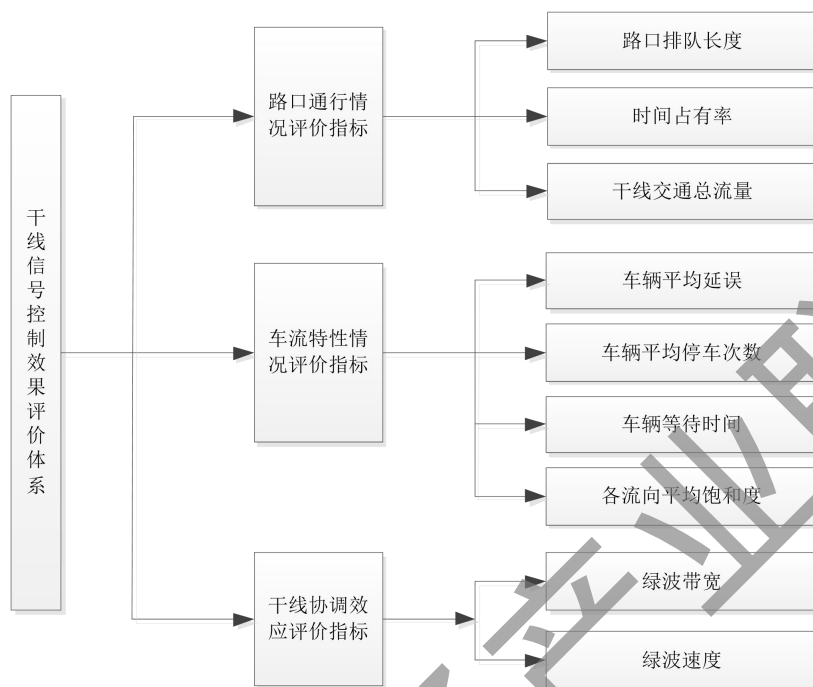 干线信号控制效果评价体系
路口通行情
况评价指标
路口排队长度
时间占有率
干线交通总流量
车流特性情
况评价指标
车辆平均延误
车辆平均停车次数
车辆等待时间
各流向平均饱和度
干线协调效
应评价指标
绿波带宽
绿波速度
产业